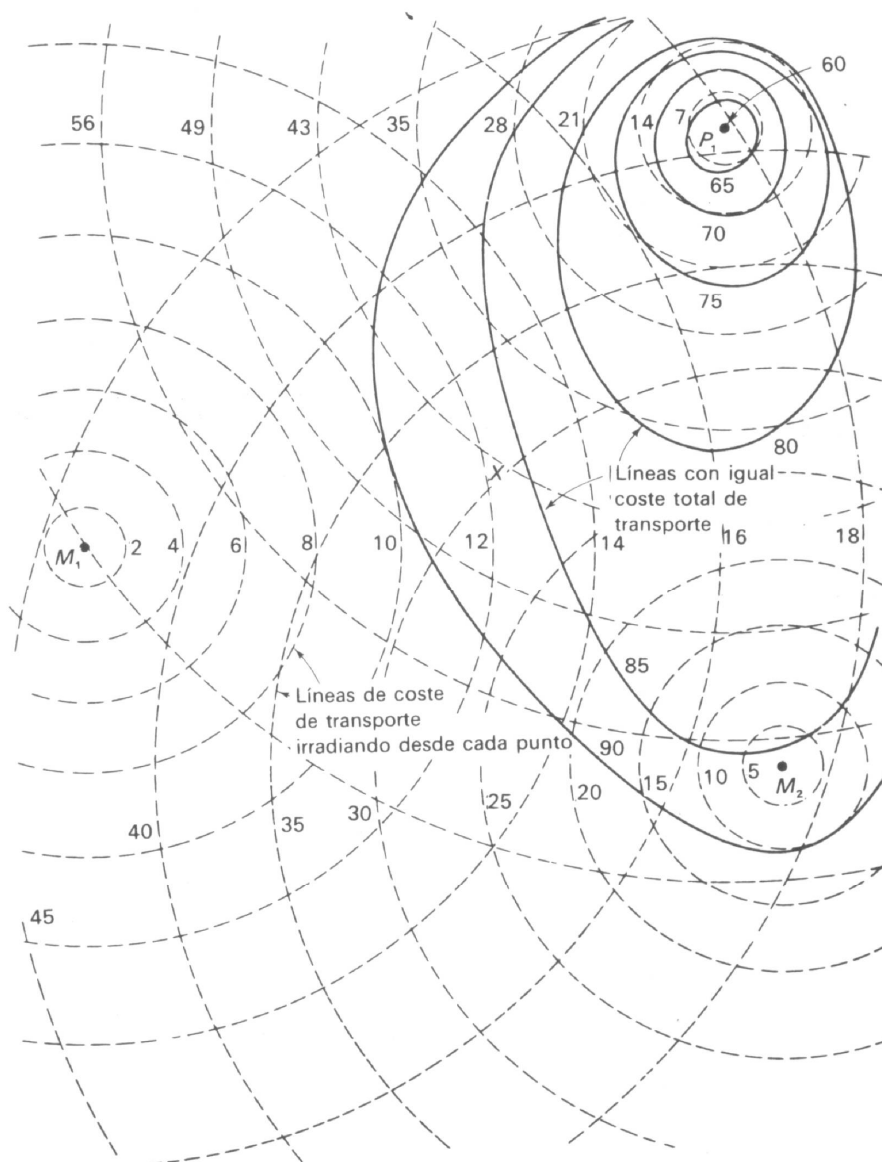 60
56 49 43 35 28 21 14 7
P₁
65
70
75
80
Líneas con igual
coste total de
transporte
X
M₁ 2 4 6 8 10 12 14 16 18
85
Líneas de coste
de transporte
irradiando desde cada punto
90
15 10 5 M₂
40 35 30 25 20
45